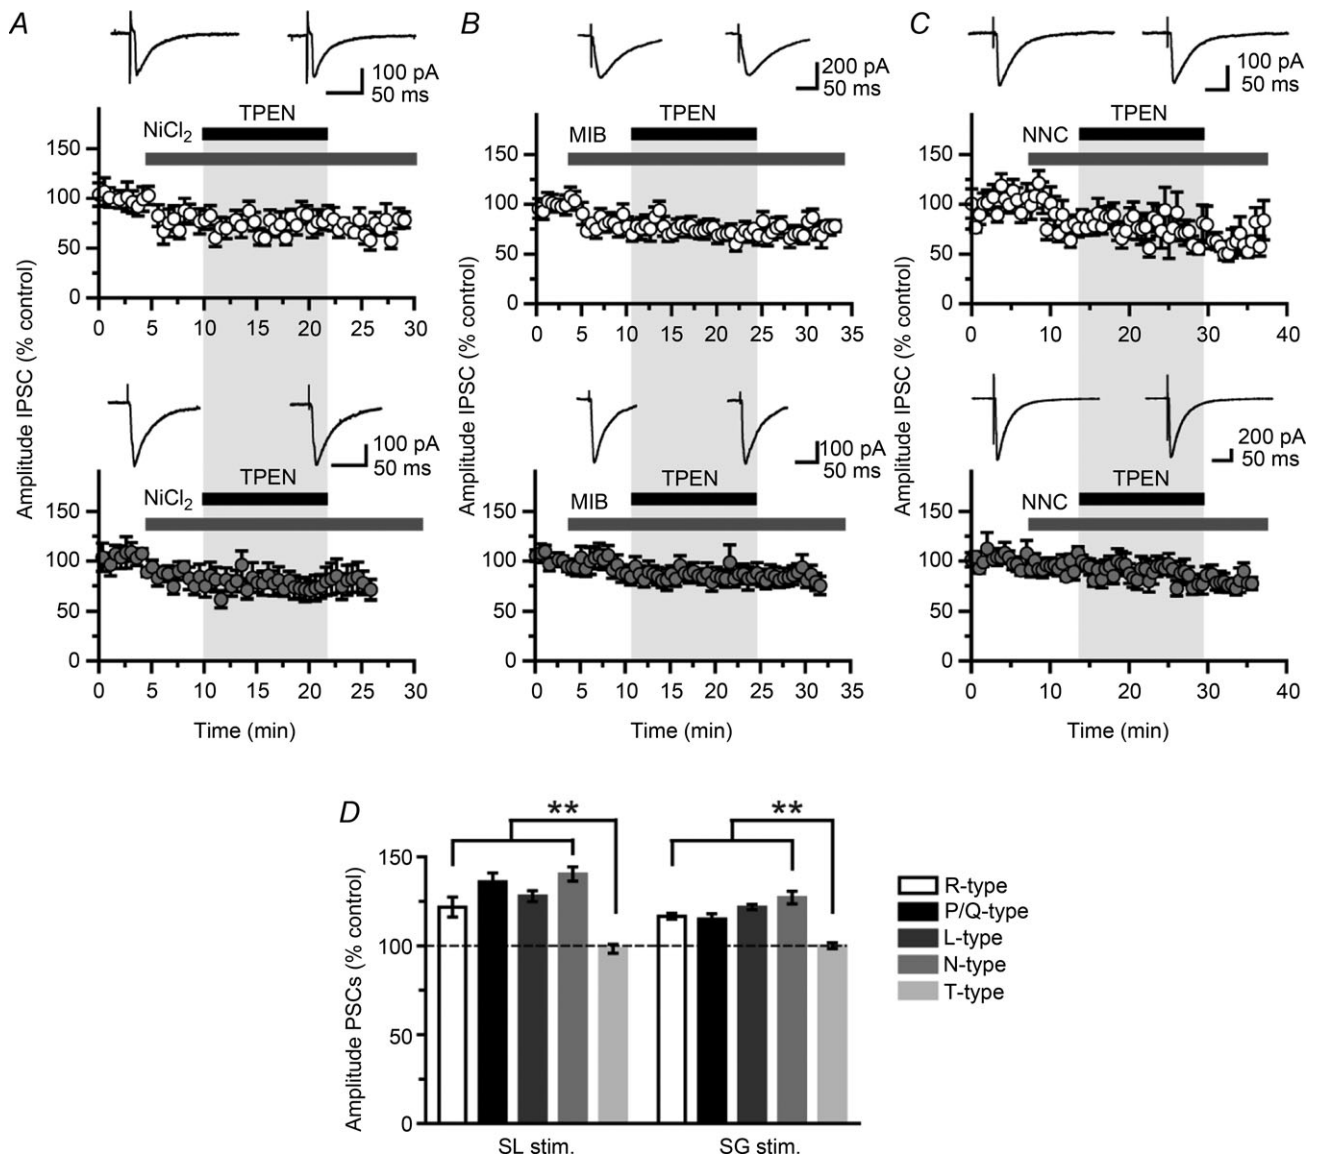 A
B
C
100 pA
50 ms
200 pA
50 ms
100 pA
50 ms
TPEN
NiCl2
150
100
50
0
0 5 10 15 20 25 30
TPEN
MIB
150
100
50
0
0 5 10 15 20 25 30 35
TPEN
NNC
150
100
50
0
0 10 20 30 40
Amplitude IPSC (% control)
Amplitude IPSC (% control)
Amplitude IPSC (% control)
100 pA
50 ms
100 pA
50 ms
200 pA
50 ms
TPEN
NiCl2
150
100
50
0
0 5 10 15 20 25 30
Time (min)
TPEN
MIB
150
100
50
0
0 5 10 15 20 25 30 35
Time (min)
TPEN
NNC
150
100
50
0
0 10 20 30 40
Time (min)
D
** **
Amplitude PSCs (% control)
150
100
50
0
SL stim. SG stim.
R-type
P/Q-type
L-type
N-type
T-type